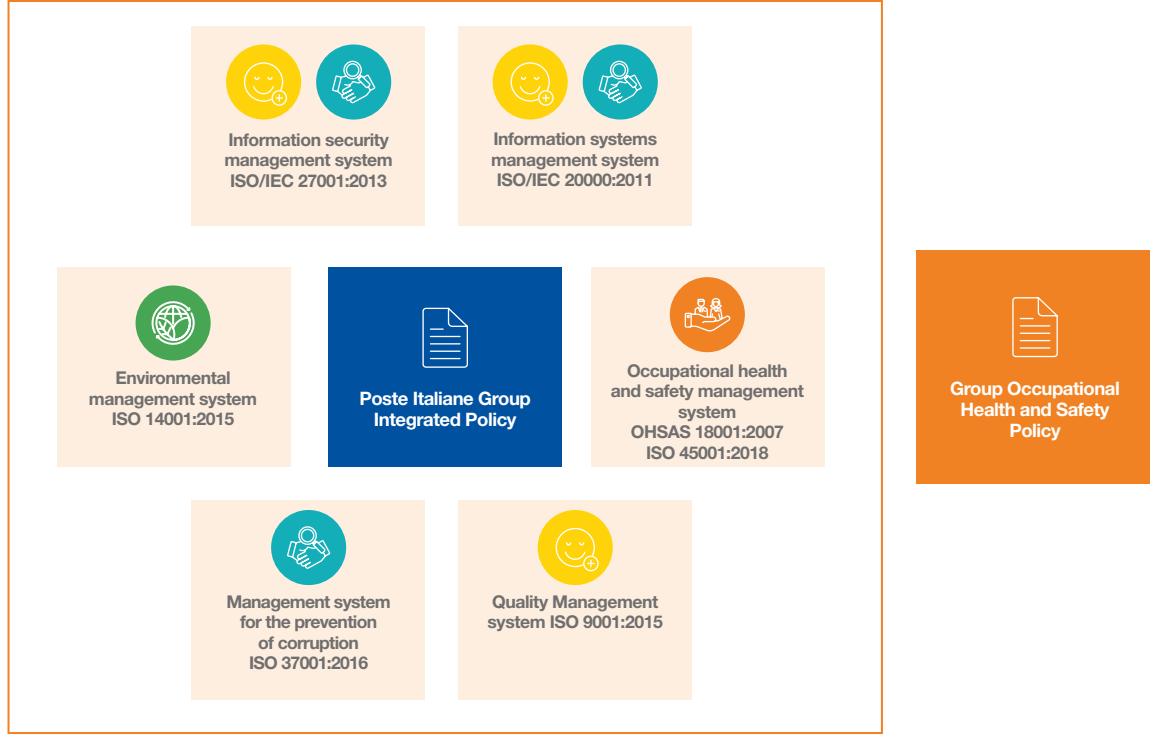 Information security
management system
ISO/IEC 27001:2013
Information systems
management system
ISO/IEC 20000:2011
Environmental
management system
ISO 14001:2015
Poste Italiane Group
Integrated Policy
Occupational health
and safety management
system
OHSAS 18001:2007
ISO 45001:2018
Group Occupational
Health and Safety
Policy
Management system
for the prevention
of corruption
ISO 37001:2016
Quality Management
system ISO 9001:2015